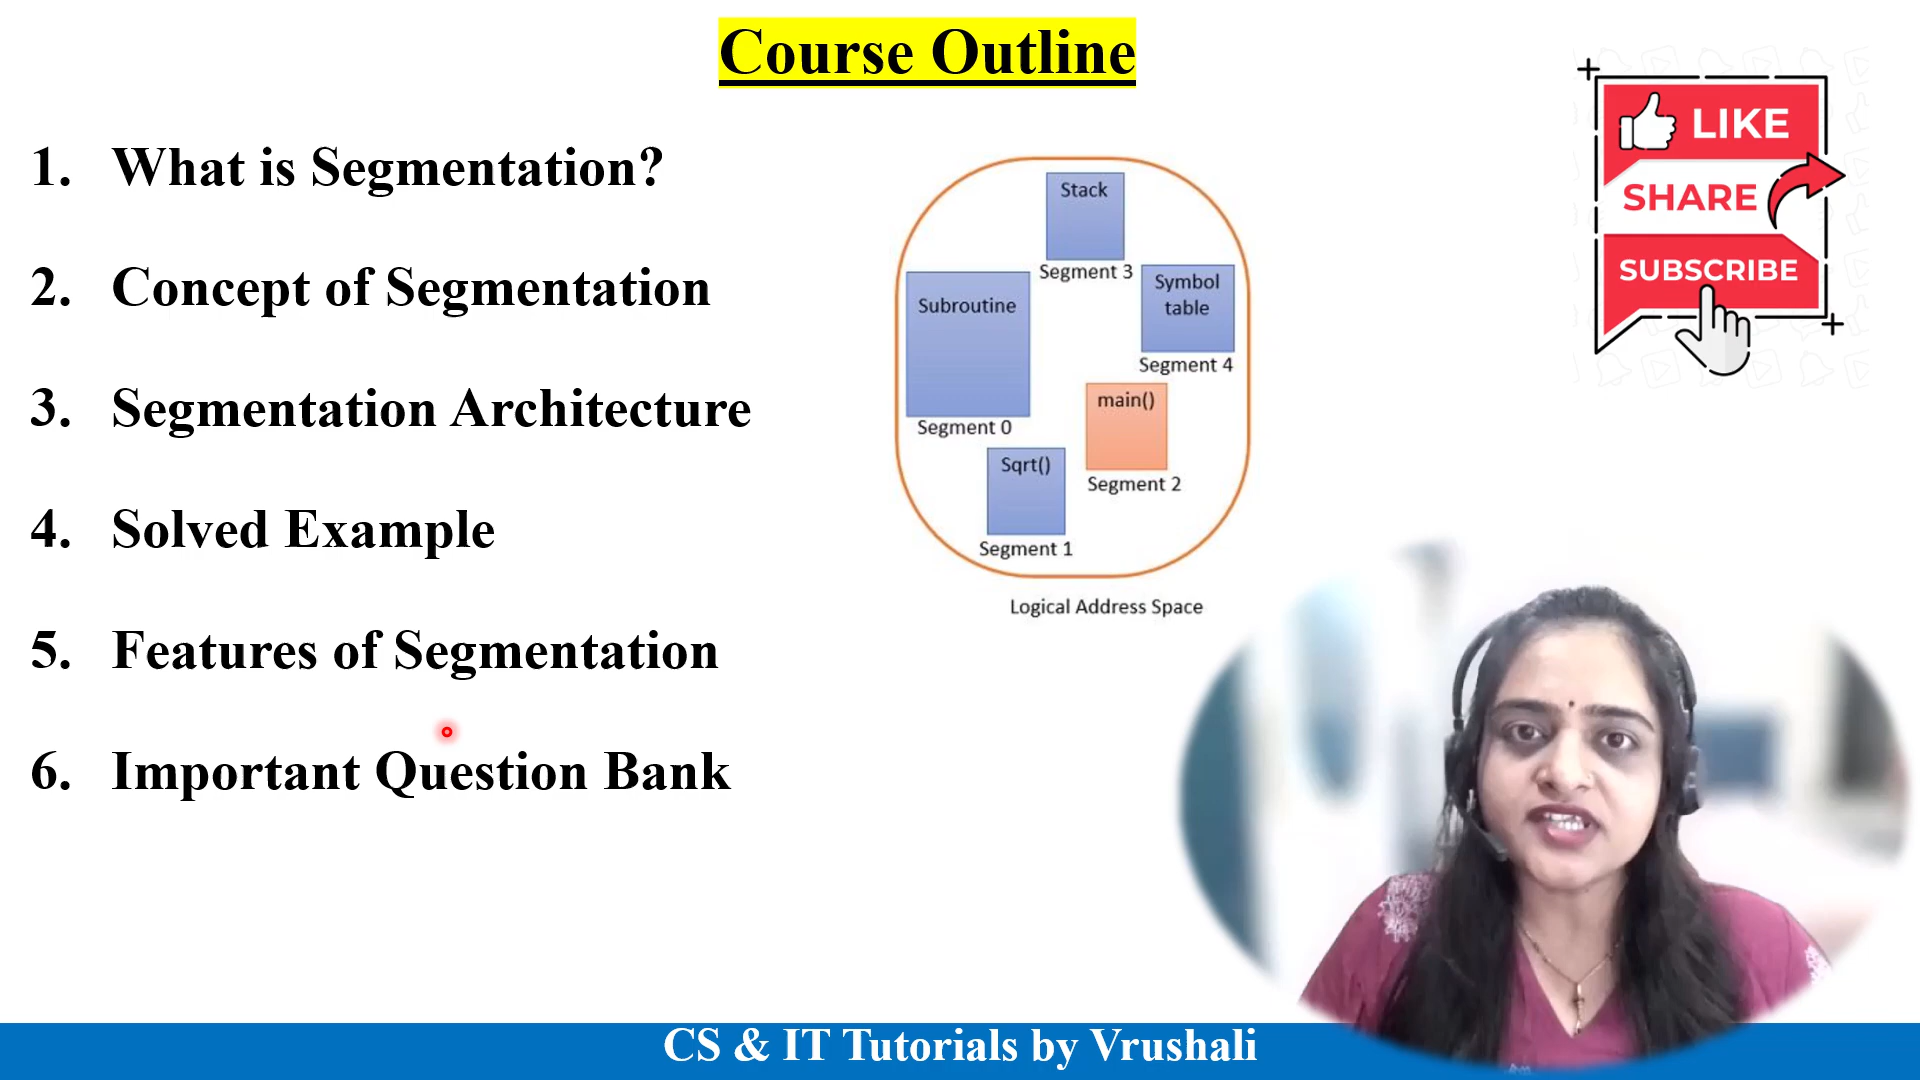 Course Outline
1. What is Segmentation?
2. Concept of Segmentation
3. Segmentation Architecture
4. Solved Example
5. Features of Segmentation
6. Important Question Bank
Stack
Segment 3
Subroutine
Segment 0
Symbol
table
Segment 4
main()
Segment 2
Sqrt()
Segment 1
Logical Address Space
LIKE
SHARE
SUBSCRIBE
CS & IT Tutorials by Vrushali